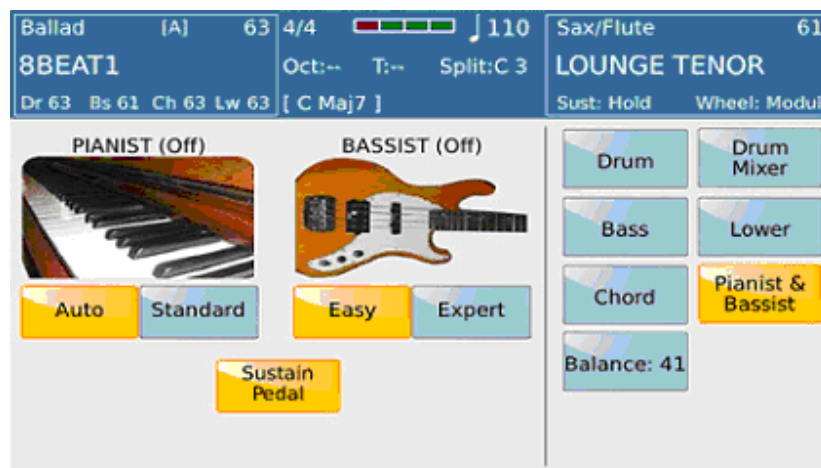 Ballad [A] 63
8BEAT1
Dr 63 Bs 61 Ch 63 Lw 63
4/4 ♩110
Oct:-- T:-- Split:C 3
[ C Maj7 ]
Sax/Flute 61
LOUNGE TENOR
Sust: Hold Wheel: Modul
PIANIST (Off)
BASSIST (Off)
Auto
Standard
Easy
Expert
Sustain
Pedal
Drum
Drum
Mixer
Bass
Lower
Chord
Pianist &
Bassist
Balance: 41